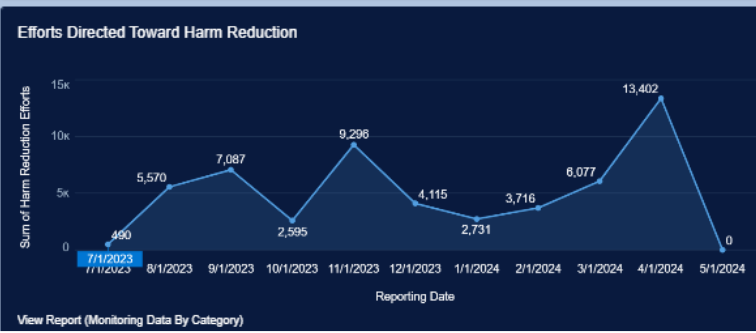 Efforts Directed Toward Harm Reduction
Sum of Harm Reduction Efforts
15K
10K
5K
0
490
5,570
7,087
2,595
9,296
4,115
2,731
3,716
6,077
13,402
0
7/1/2023
7/1/2023 8/1/2023 9/1/2023 10/1/2023 11/1/2023 12/1/2023 1/1/2024 2/1/2024 3/1/2024 4/1/2024 5/1/2024
Reporting Date
View Report (Monitoring Data By Category)